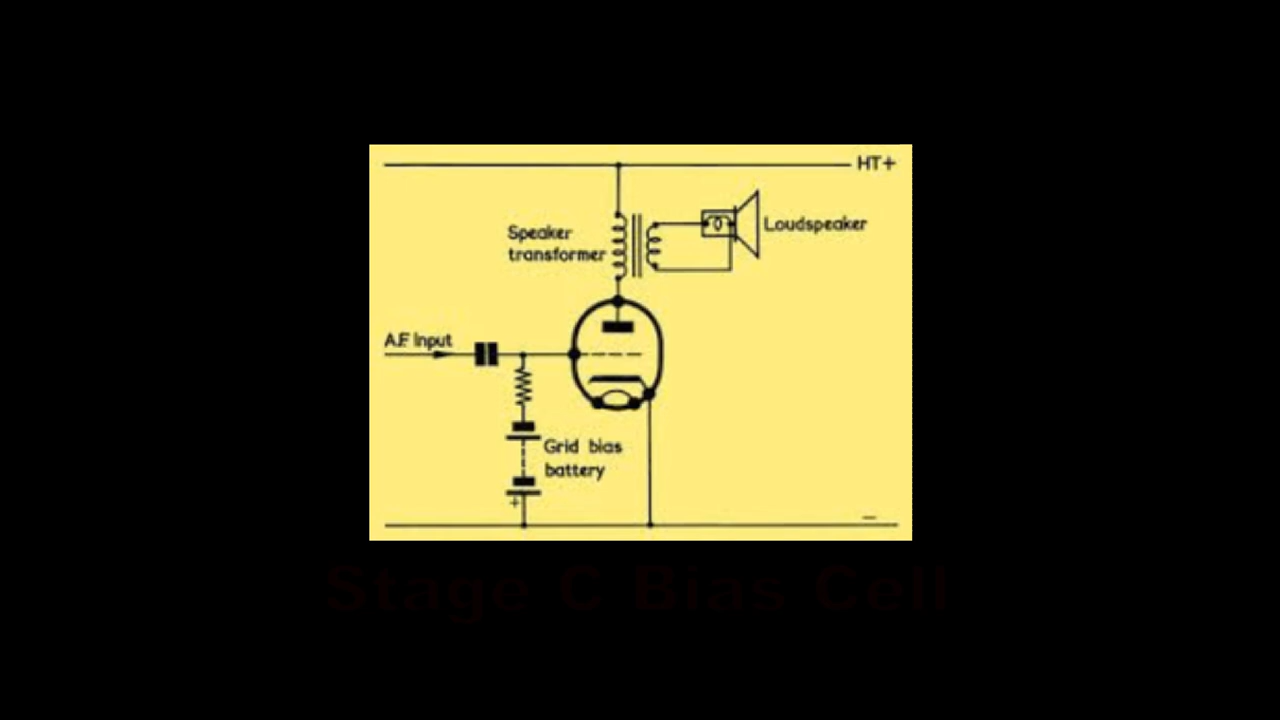 HT+
Speaker
transformer
Loudspeaker
A.F. Input
Grid bias
battery
+
−
Stage C Bias Cell